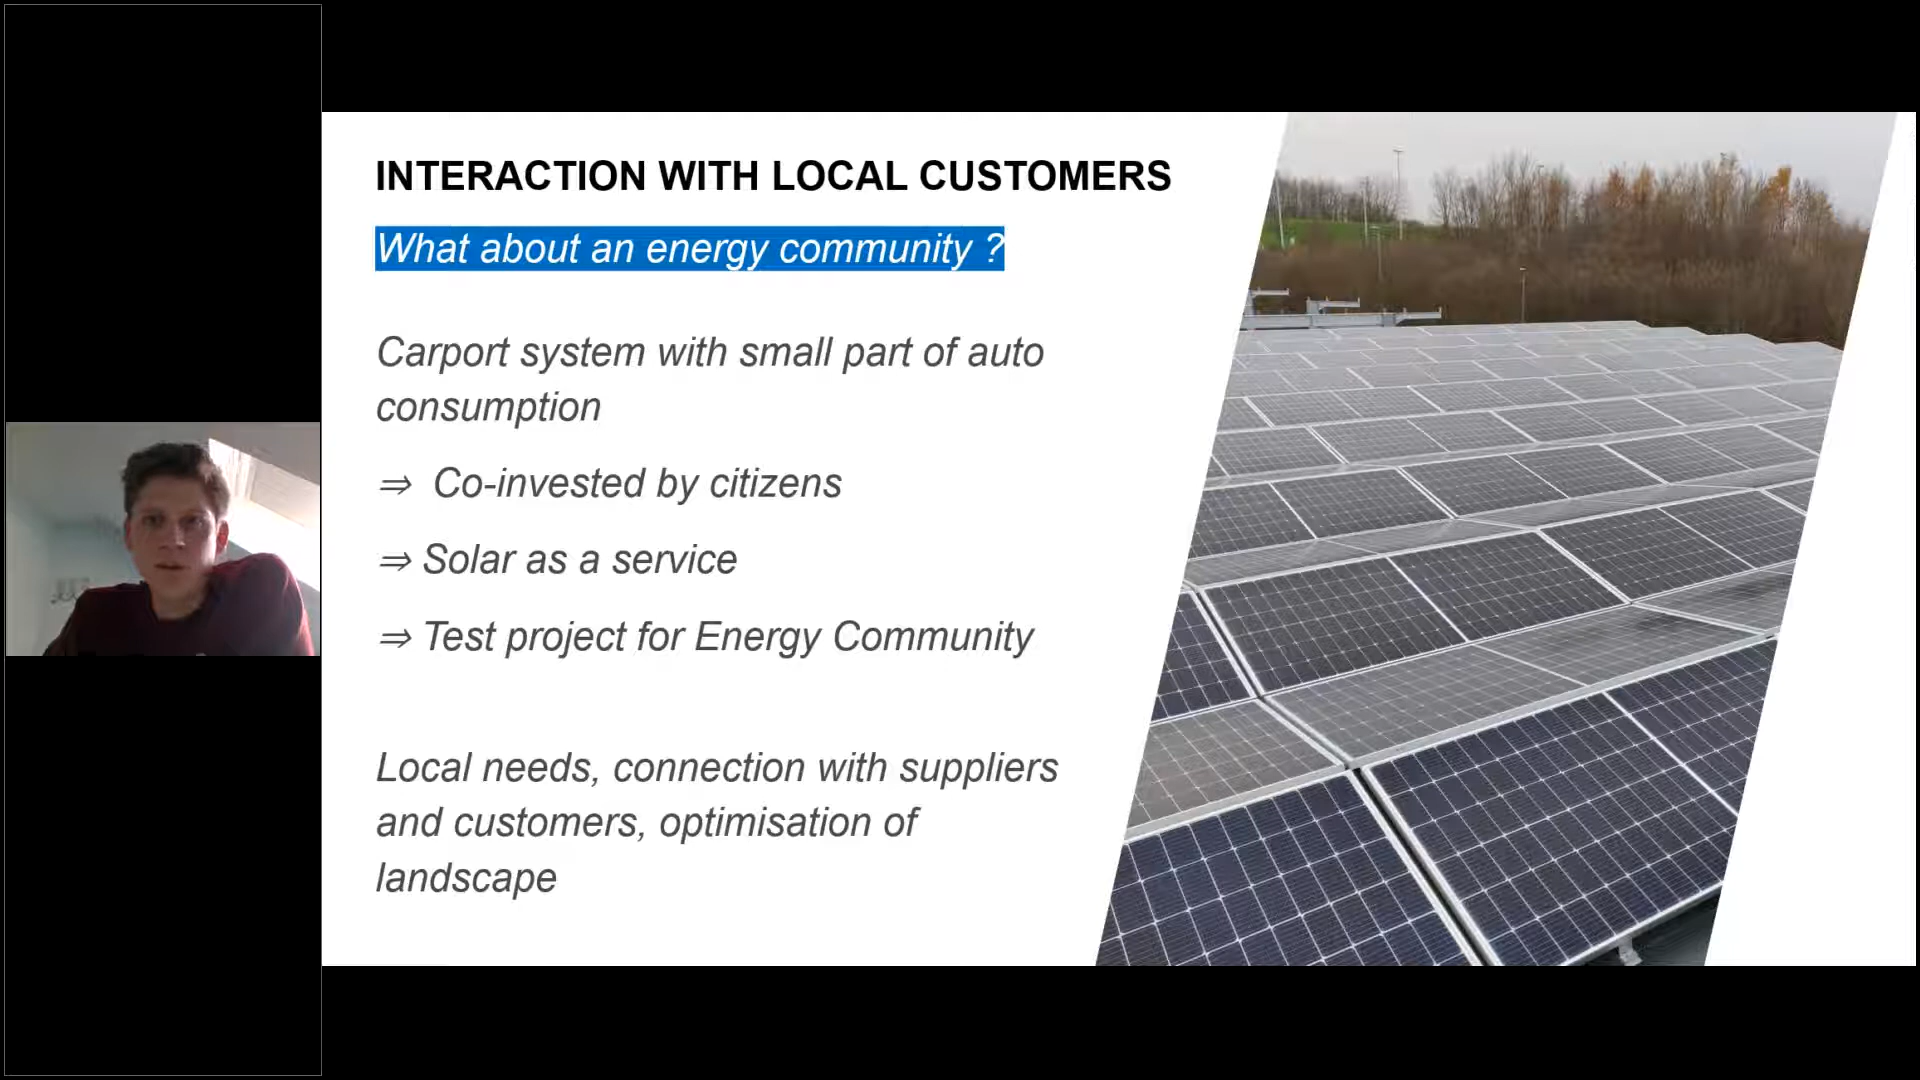 INTERACTION WITH LOCAL CUSTOMERS
What about an energy community ?
Carport system with small part of auto
consumption
⇒ Co-invested by citizens
⇒ Solar as a service
⇒ Test project for Energy Community
Local needs, connection with suppliers
and customers, optimisation of
landscape